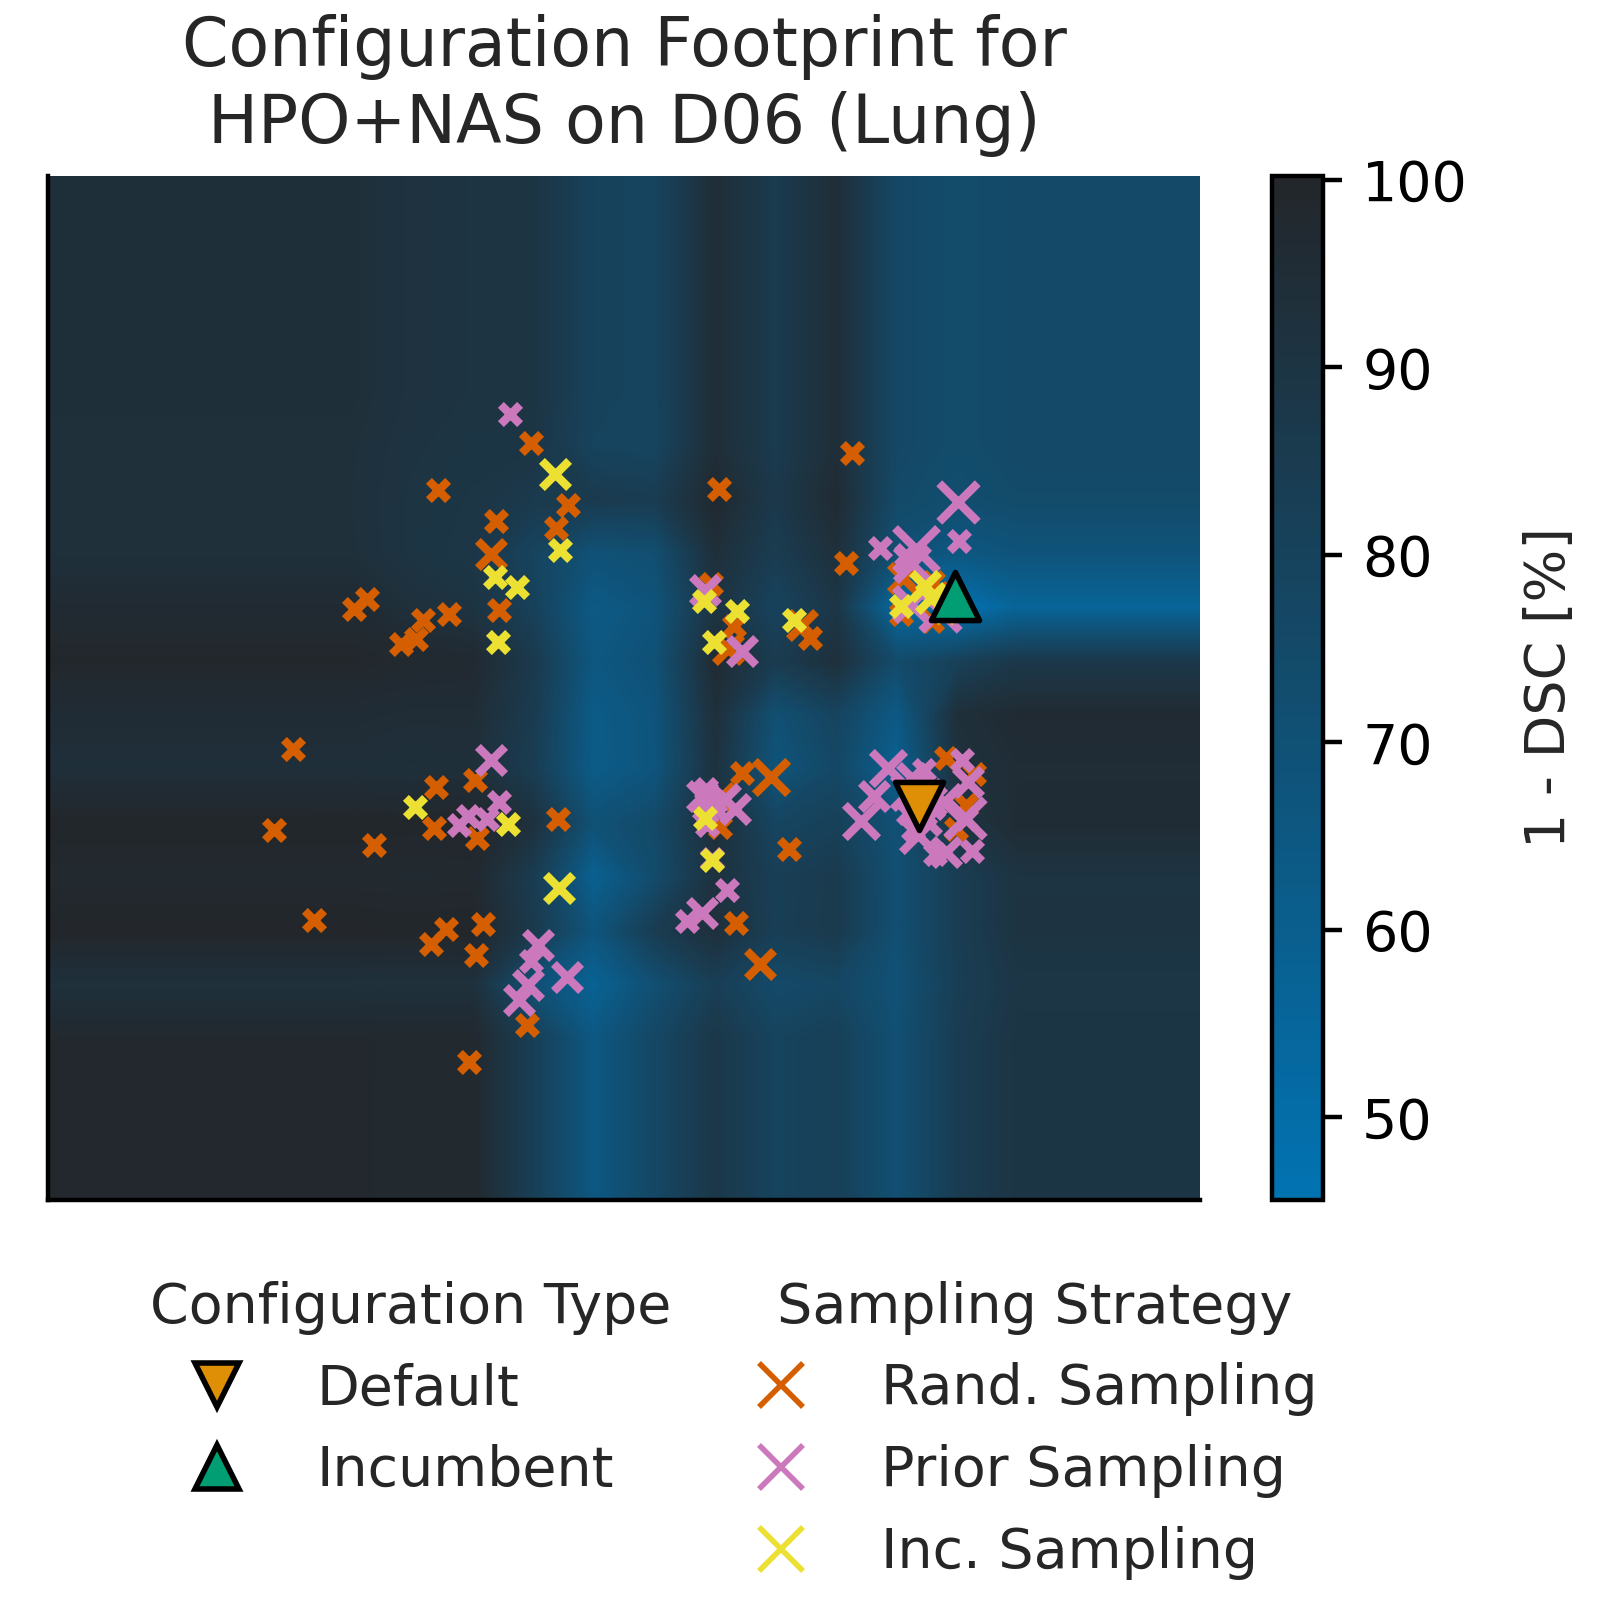 Configuration Footprint for
HPO+NAS on D06 (Lung)
100
90
80
70
60
50
1 - DSC [%]
Configuration Type
Default
Incumbent
Sampling Strategy
Rand. Sampling
Prior Sampling
Inc. Sampling